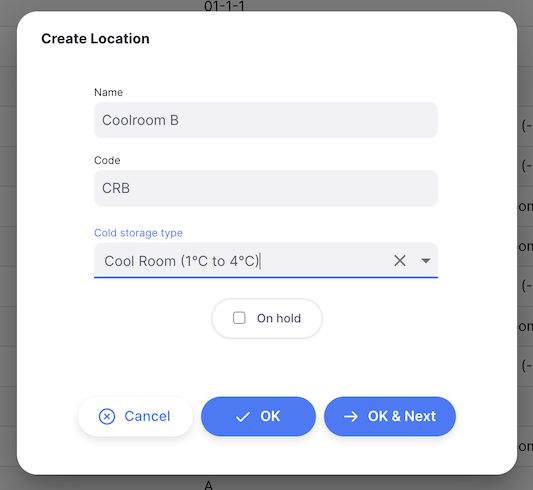 01-1-1
Create Location
Name
Coolroom B
Code
CRB
Cold storage type
Cool Room (1°C to 4°C)
On hold
Cancel
OK
OK & Next
A